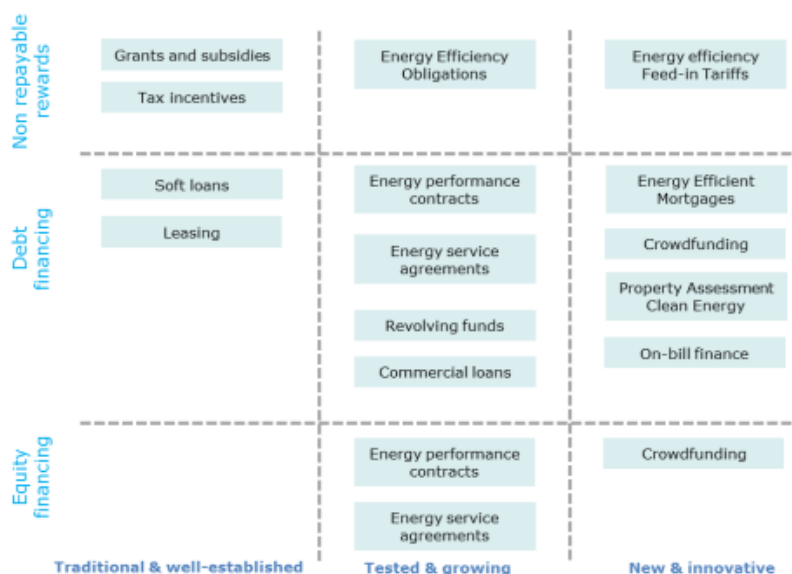 Non repayable
rewards
Grants and subsidies
Tax incentives
Energy Efficiency
Obligations
Energy efficiency
Feed-in Tariffs
Debt
financing
Soft loans
Leasing
Energy performance
contracts
Energy service
agreements
Revolving funds
Commercial loans
Energy Efficient
Mortgages
Crowdfunding
Property Assessment
Clean Energy
On-bill finance
Equity
financing
Energy performance
contracts
Energy service
agreements
Crowdfunding
Traditional & well-established
Tested & growing
New & innovative